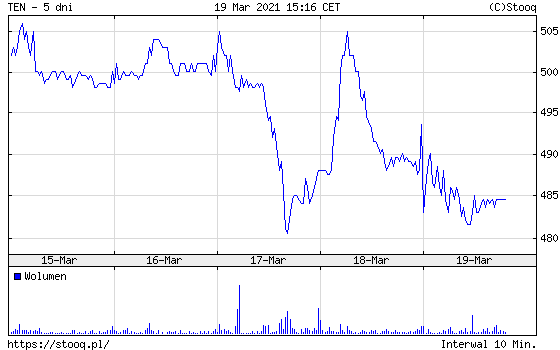 TEN - 5 dni 19 Mar 2021 15:16 CET (C)Stooq
505
500
495
490
485
480
15-Mar 16-Mar 17-Mar 18-Mar 19-Mar
Wolumen
https://stooq.pl/ Interwal 10 Min.